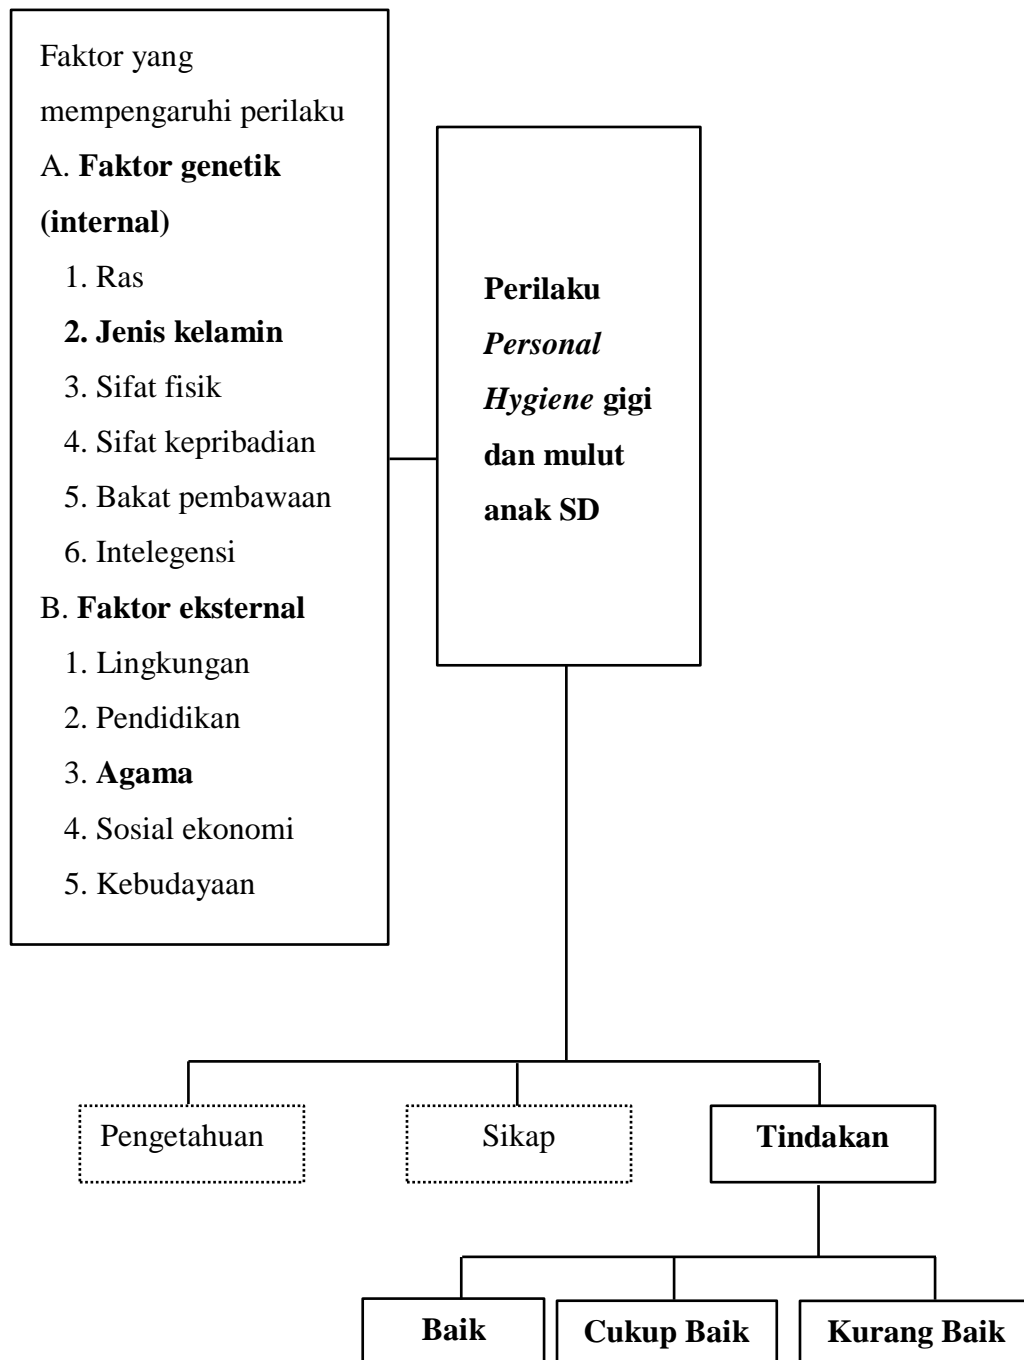 Faktor yang
mempengaruhi perilaku
A. Faktor genetik
(internal)
1. Ras
2. Jenis kelamin
3. Sifat fisik
4. Sifat kepribadian
5. Bakat pembawaan
6. Intelegensi
B. Faktor eksternal
1. Lingkungan
2. Pendidikan
3. Agama
4. Sosial ekonomi
5. Kebudayaan
Perilaku
Personal
Hygiene gigi
dan mulut
anak SD
Pengetahuan
Sikap
Tindakan
Baik
Cukup Baik
Kurang Baik